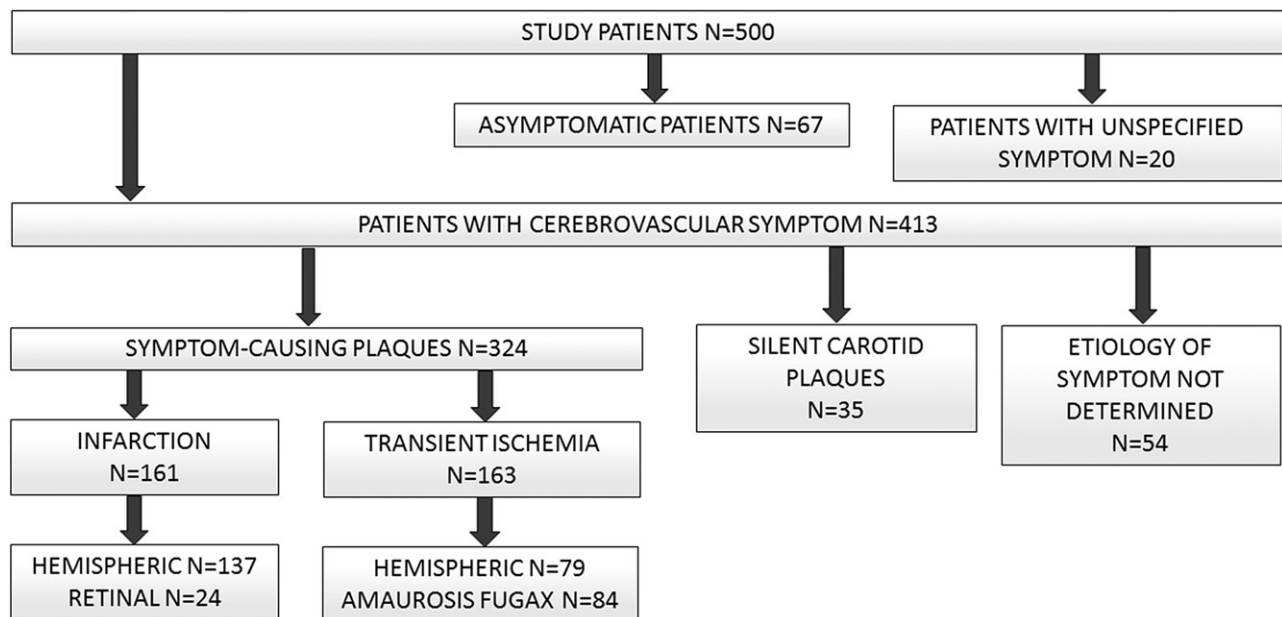 STUDY PATIENTS N=500
ASYMPTOMATIC PATIENTS N=67
PATIENTS WITH UNSPECIFIED
SYMPTOM N=20
PATIENTS WITH CEREBROVASCULAR SYMPTOM N=413
SYMPTOM-CAUSING PLAQUES N=324
SILENT CAROTID
PLAQUES
N=35
ETIOLOGY OF
SYMPTOM NOT
DETERMINED
N=54
INFARCTION
N=161
TRANSIENT ISCHEMIA
N=163
HEMISPHERIC N=137
RETINAL N=24
HEMISPHERIC N=79
AMAUROSIS FUGAX N=84